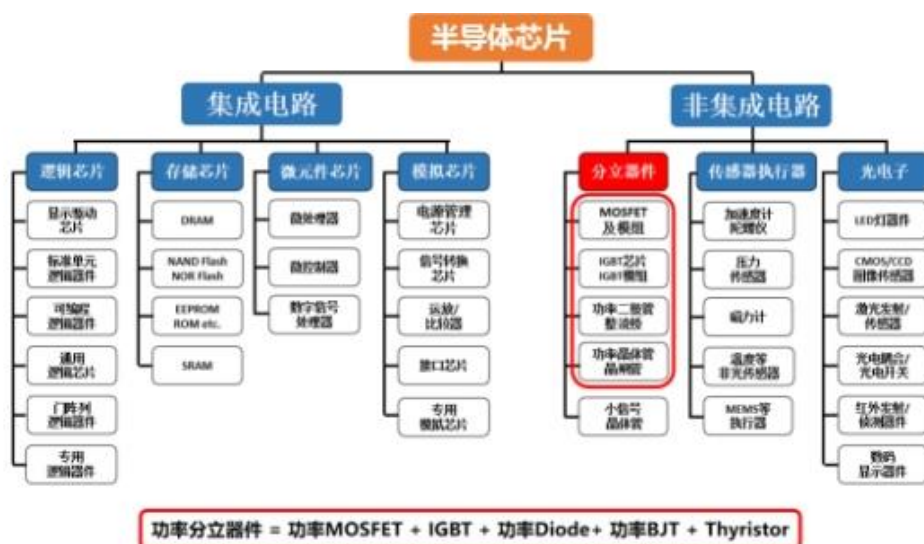 半导体芯片
集成电路
非集成电路
逻辑芯片
存储芯片
微元件芯片
模拟芯片
分立器件
传感器执行器
光电子
显示驱动
芯片
标准单元
逻辑器件
可编程
逻辑器件
通用
逻辑芯片
门阵列
逻辑器件
专用
逻辑器件
DRAM
NAND Flash
NOR Flash
EEPROM
ROM etc.
SRAM
微处理器
微控制器
数字信号
处理器
电源管理
芯片
信号转换
芯片
运放/
比较器
接口芯片
专用
模拟芯片
MOSFET
及模组
IGBT芯片
IGBT模组
功率二极管
整流桥
功率晶体管
晶闸管
小信号
晶体管
加速度计
陀螺仪
压力
传感器
磁力计
温度等
非光传感器
MEMS等
执行器
LED灯器件
CMOS/CCD
图像传感器
激光发射/
传感器
光电耦合/
光电开关
红外发射/
侦测器件
数码
显示器件
功率分立器件 = 功率MOSFET + IGBT + 功率Diode+ 功率BJT + Thyristor